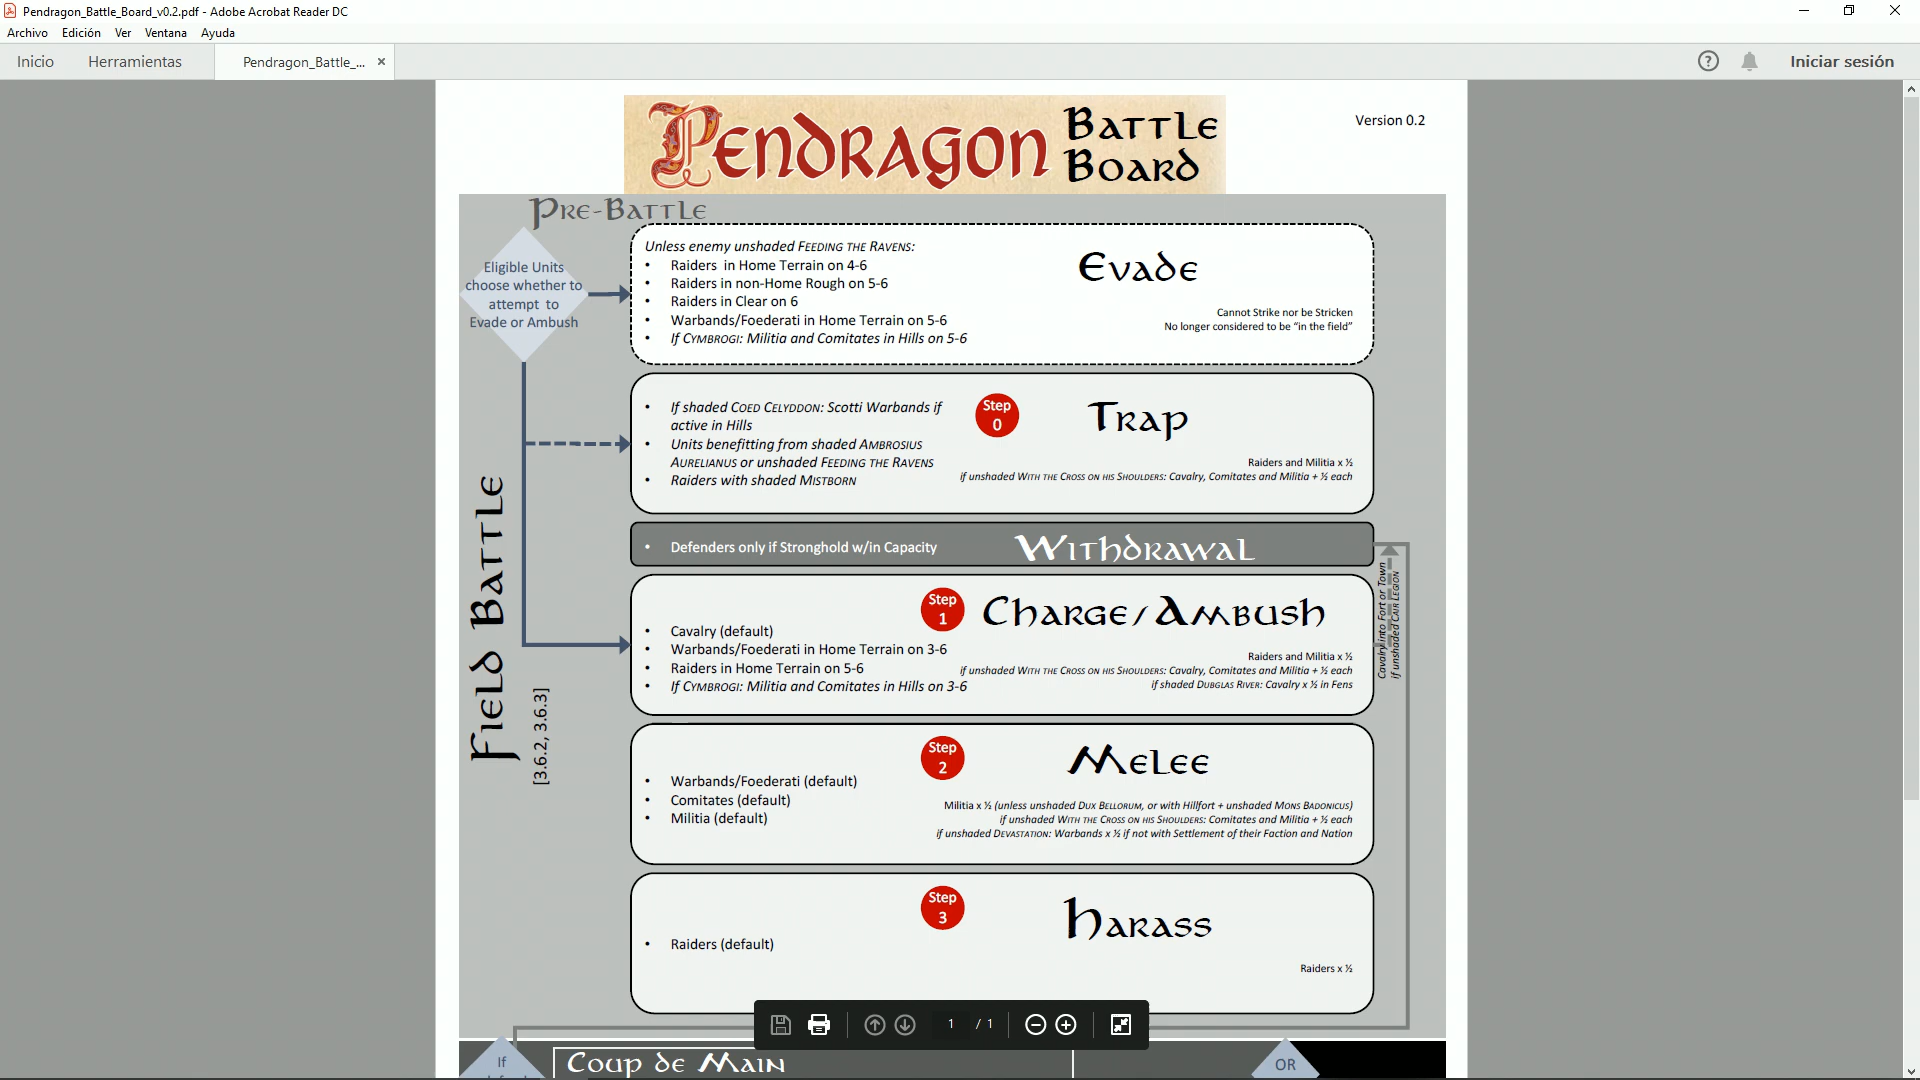 Pendragon_Battle_Board_v0.2.pdf - Adobe Acrobat Reader DC
Archivo Edición Ver Ventana Ayuda
Inicio Herramientas Pendragon_Battle_... × Iniciar sesión
Pendragon Battle Board
Version 0.2
Pre-Battle
Eligible Units
choose whether to
attempt to
Evade or Ambush
Unless enemy unshaded Feeding the Ravens:
• Raiders in Home Terrain on 4-6
• Raiders in non-Home Rough on 5-6
• Raiders in Clear on 6
• Warbands/Foederati in Home Terrain on 5-6
• If Cymbrogi: Militia and Comitates in Hills on 5-6
Evade
Cannot Strike nor be Stricken
No longer considered to be “in the field”
• If shaded Coed Celyddon: Scotti Warbands if
active in Hills
• Units benefitting from shaded Ambrosius
Aurelianus or unshaded Feeding the Ravens
• Raiders with shaded Mistborn
Step
0
Trap
Raiders and Militia x ½
if unshaded With the Cross on his Shoulders: Cavalry, Comitates and Militia + ½ each
• Defenders only if Stronghold w/in Capacity
Withdrawal
Cavalry into Fort or Town
if unshaded Cair Legion
Field Battle
[3.6.2, 3.6.3]
Step
1
Charge/Ambush
• Cavalry (default)
• Warbands/Foederati in Home Terrain on 3-6
• Raiders in Home Terrain on 5-6
• If Cymbrogi: Militia and Comitates in Hills on 3-6
Raiders and Militia x ½
if unshaded With the Cross on his Shoulders: Cavalry, Comitates and Militia + ½ each
if shaded Dubglas River: Cavalry x ½ in Fens
Step
2
Melee
• Warbands/Foederati (default)
• Comitates (default)
• Militia (default)
Militia x ½ (unless unshaded Dux Bellorum, or with Hillfort + unshaded Mons Badonicus)
if unshaded With the Cross on his Shoulders: Comitates and Militia + ½ each
if unshaded Devastation: Warbands x ½ if not with Settlement of their Faction and Nation
Step
3
Harass
• Raiders (default)
Raiders x ½
1 / 1
If
Coup de Main
OR